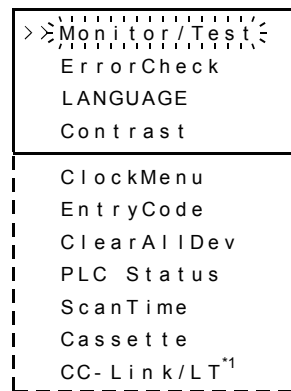 >>Monitor/Test
ErrorCheck
LANGUAGE
Contrast
ClockMenu
EntryCode
ClearAllDev
PLC Status
ScanTime
Cassette
CC-Link/LT*1